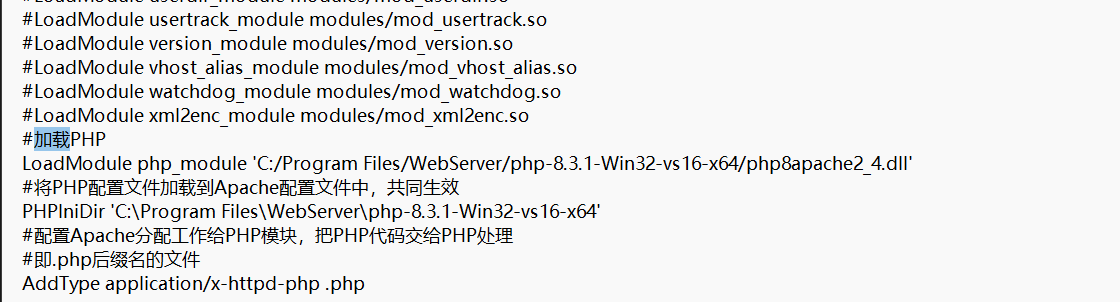 #LoadModule usertrack_module modules/mod_usertrack.so
#LoadModule version_module modules/mod_version.so
#LoadModule vhost_alias_module modules/mod_vhost_alias.so
#LoadModule watchdog_module modules/mod_watchdog.so
#LoadModule xml2enc_module modules/mod_xml2enc.so
#加载PHP
LoadModule php_module 'C:/Program Files/WebServer/php-8.3.1-Win32-vs16-x64/php8apache2_4.dll'
#将PHP配置文件加载到Apache配置文件中，共同生效
PHPIniDir 'C:\Program Files\WebServer\php-8.3.1-Win32-vs16-x64'
#配置Apache分配工作给PHP模块，把PHP代码交给PHP处理
#即.php后缀名的文件
AddType application/x-httpd-php .php